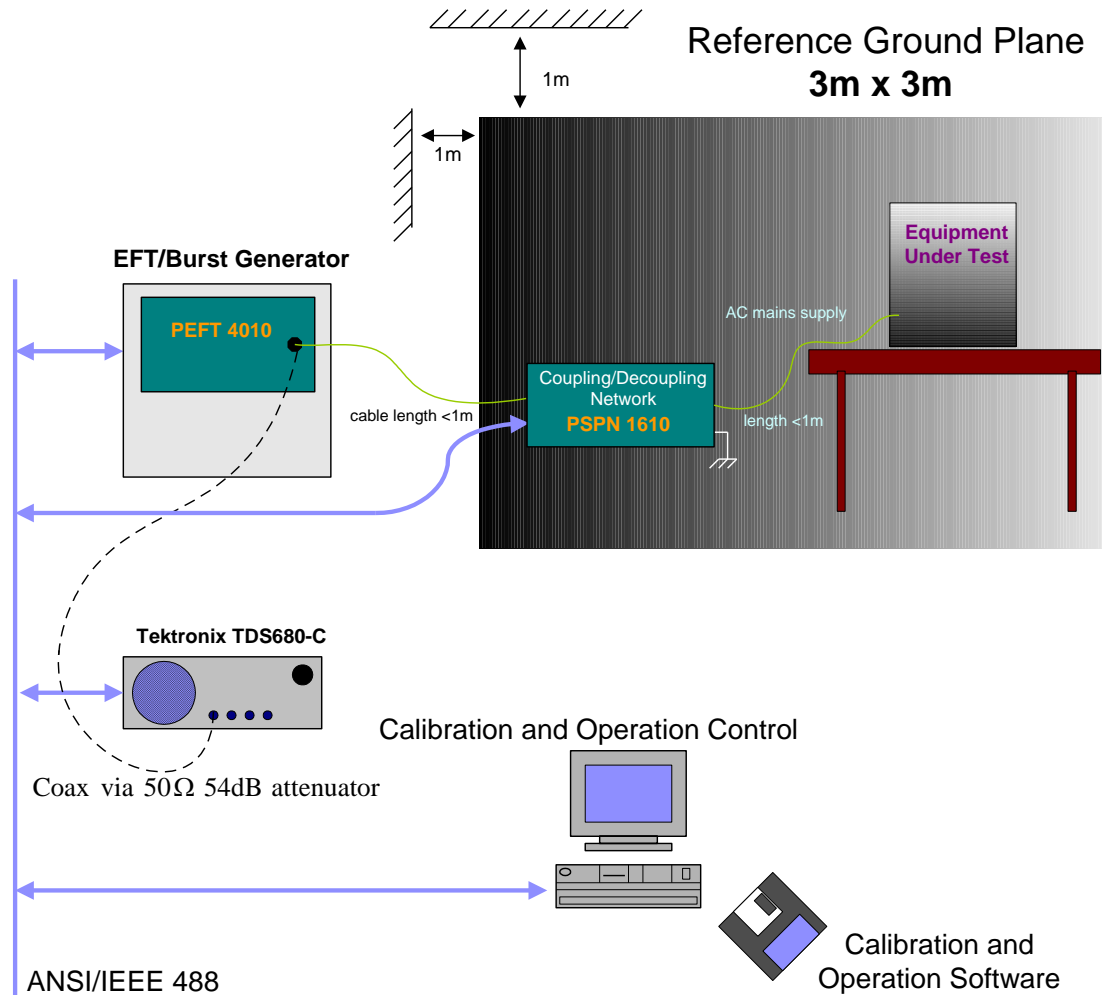 Reference Ground Plane
3m x 3m
1m
1m
EFT/Burst Generator
PEFT 4010
Equipment
Under Test
AC mains supply
Coupling/Decoupling
Network
PSPN 1610
cable length <1m
length <1m
Tektronix TDS680-C
Coax via 50Ω 54dB attenuator
Calibration and Operation Control
Calibration and
Operation Software
ANSI/IEEE 488